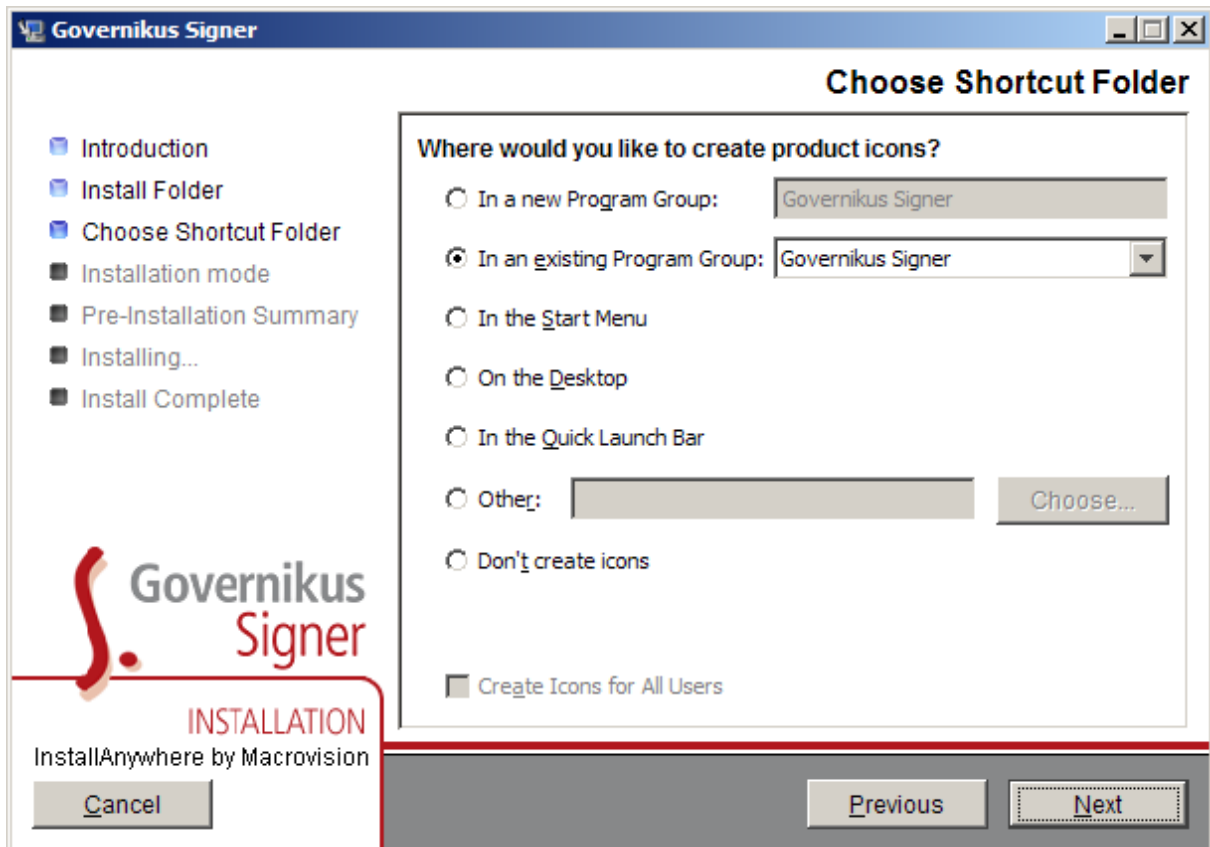 Governikus Signer
Choose Shortcut Folder
Introduction
Install Folder
Choose Shortcut Folder
Installation mode
Pre-Installation Summary
Installing...
Install Complete
Where would you like to create product icons?
In a new Program Group: Governikus Signer
In an existing Program Group: Governikus Signer
In the Start Menu
On the Desktop
In the Quick Launch Bar
Other: Choose...
Don't create icons
Create Icons for All Users
Governikus
Signer
INSTALLATION
InstallAnywhere by Macrovision
Cancel Previous Next